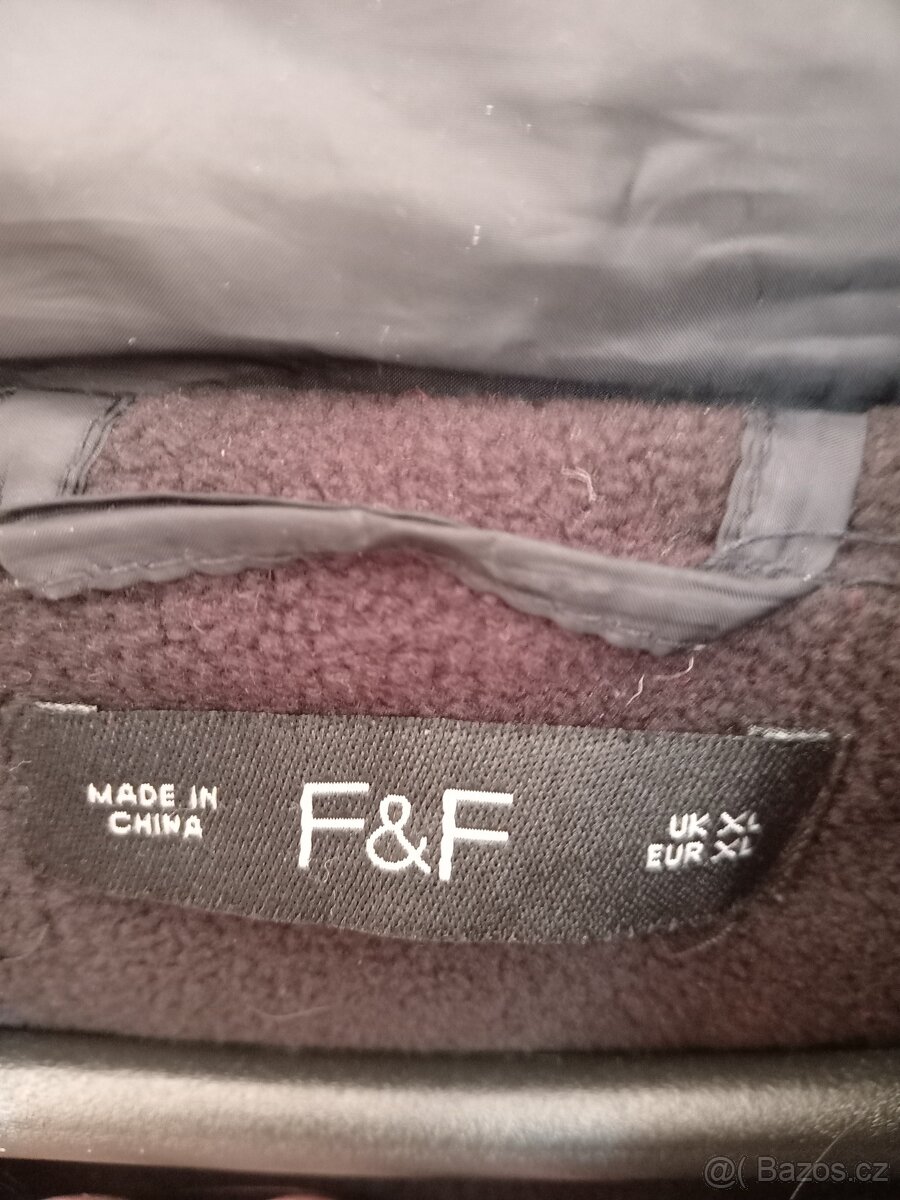 MADE IN
CHINA
F&F
UK XL
EUR XL
@( Bazos.cz